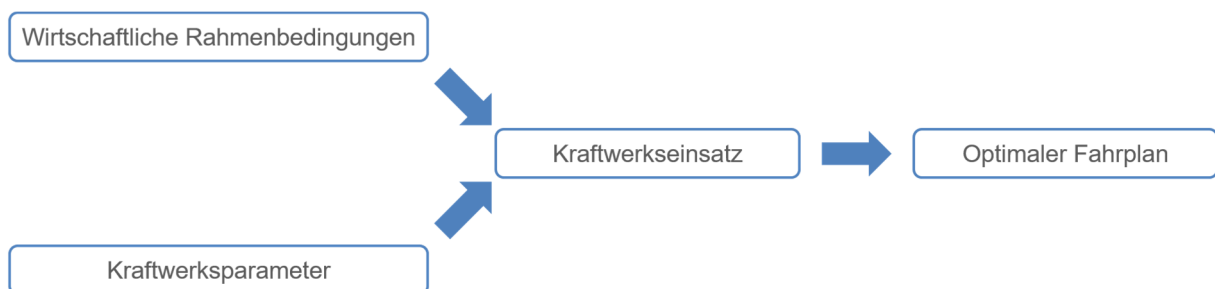 Wirtschaftliche Rahmenbedingungen
Kraftwerkseinsatz
Optimaler Fahrplan
Kraftwerksparameter